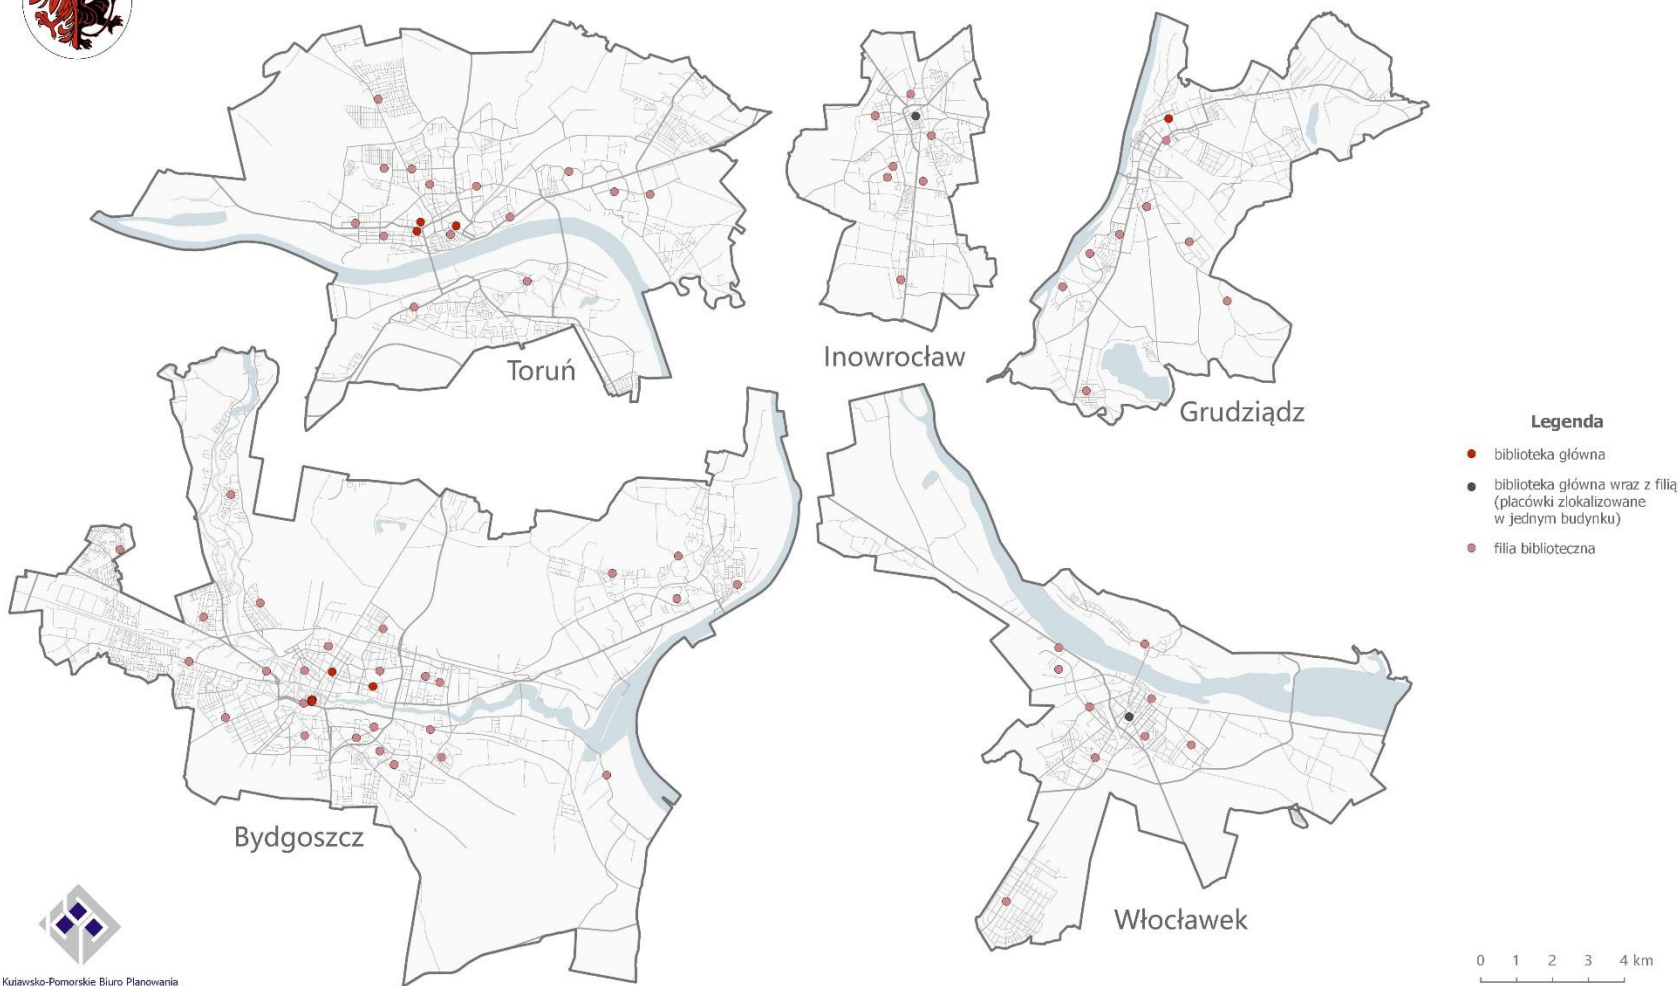 Toruń
Inowrocław
Grudziądz
Bydgoszcz
Włocławek
Legenda
biblioteka główna
biblioteka główna wraz z filią
(placówki zlokalizowane
w jednym budynku)
filia biblioteczna
Kujawsko-Pomorskie Biuro Planowania
0 1 2 3 4 km